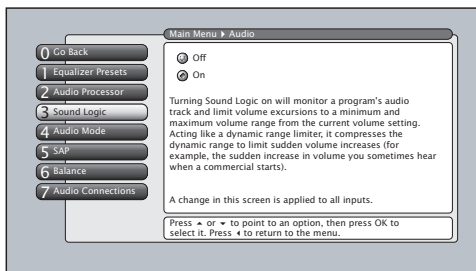 Main Menu ▸ Audio
0 Go Back
1 Equalizer Presets
2 Audio Processor
3 Sound Logic
4 Audio Mode
5 SAP
6 Balance
7 Audio Connections
Off
On
Turning Sound Logic on will monitor a program's audio
track and limit volume excursions to a minimum and
maximum volume range from the current volume setting.
Acting like a dynamic range limiter, it compresses the
dynamic range to limit sudden volume increases (for
example, the sudden increase in volume you sometimes hear
when a commercial starts).
A change in this screen is applied to all inputs.
Press ▲ or ▼ to point to an option, then press OK to
select it. Press ◂ to return to the menu.